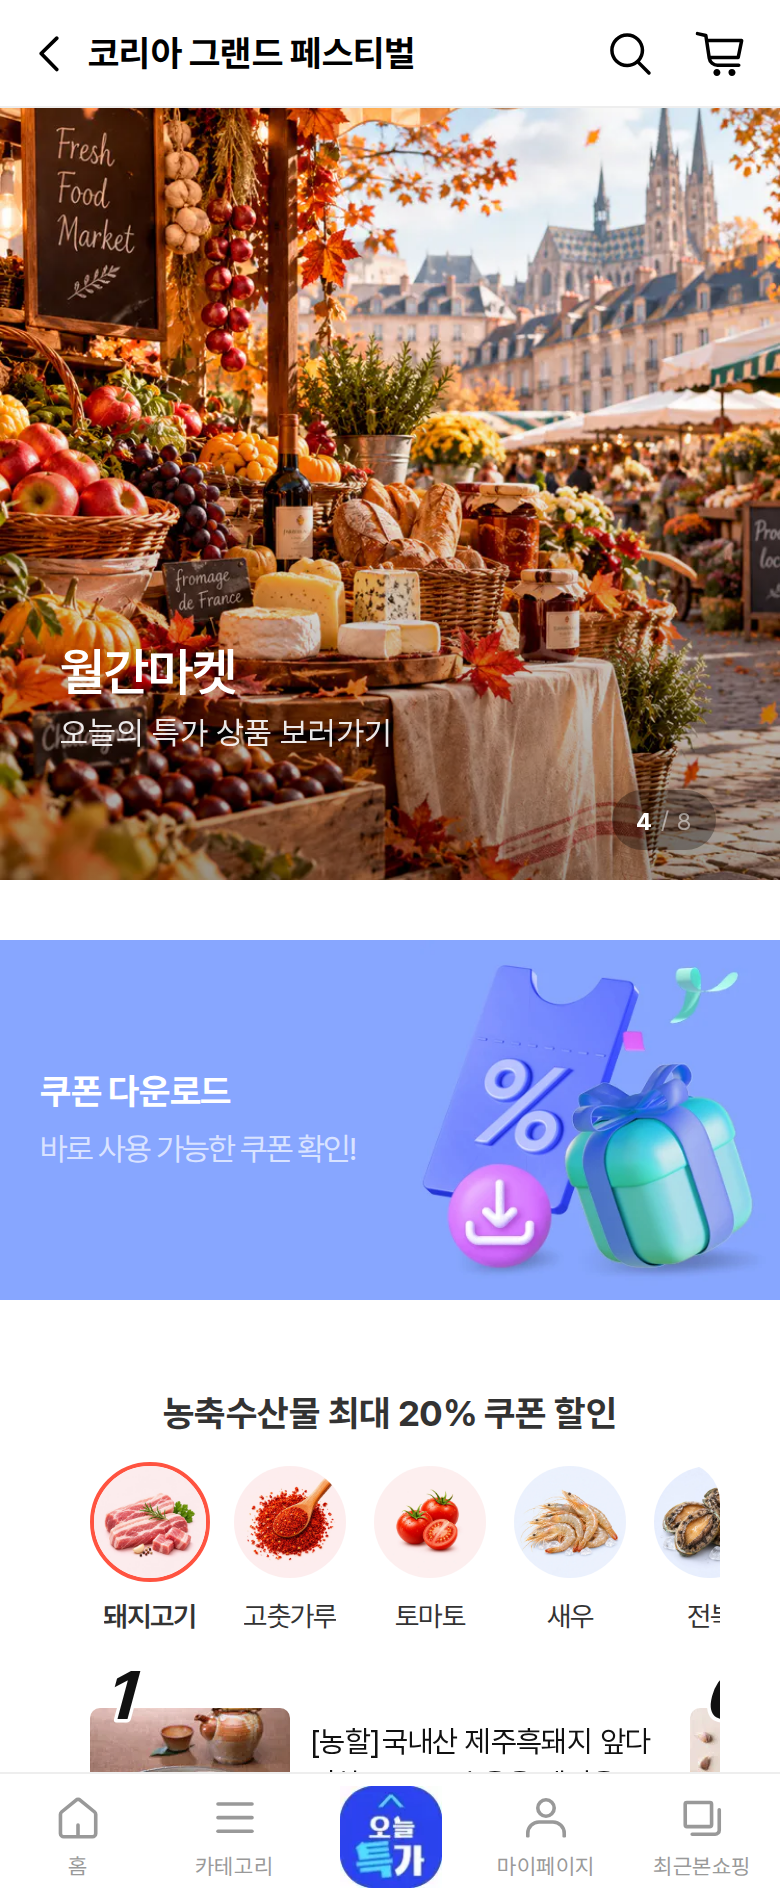 코리아 그랜드 페스티벌
Fresh
Food
Market
fromage
de France
월간마켓
오늘의 특가 상품 보러가기
4 / 8
쿠폰 다운로드
바로 사용 가능한 쿠폰 확인!
%
농축수산물 최대 20% 쿠폰 할인
돼지고기
고춧가루
토마토
새우
1
[농할]국내산 제주흑돼지 앞다
홈
카테고리
오늘
특가
마이페이지
최근본쇼핑